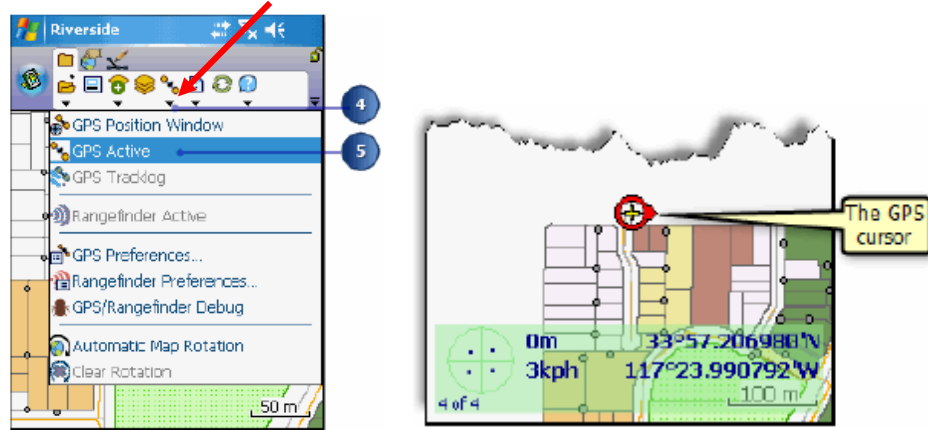 Riverside
4
GPS Position Window
GPS Active
5
GPS Tracklog
Rangefinder Active
GPS Preferences...
Rangefinder Preferences...
GPS/Rangefinder Debug
Automatic Map Rotation
Clear Rotation
50 m
The GPS
cursor
0m 33°57.206988'N
3kph 117°23.990792'W
4 of 4
100 m